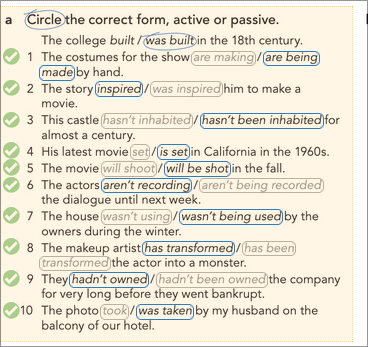 a Circle the correct form, active or passive.
The college built / was built in the 18th century.
1 The costumes for the show are making / are being
made by hand.
2 The story inspired / was inspired him to make a
movie.
3 This castle hasn't inhabited / hasn't been inhabited for
almost a century.
4 His latest movie set / is set in California in the 1960s.
5 The movie will shoot / will be shot in the fall.
6 The actors aren't recording / aren't being recorded
the dialogue until next week.
7 The house wasn't using / wasn't being used by the
owners during the winter.
8 The makeup artist has transformed / has been
transformed the actor into a monster.
9 They hadn't owned / hadn't been owned the company
for very long before they went bankrupt.
10 The photo took / was taken by my husband on the
balcony of our hotel.